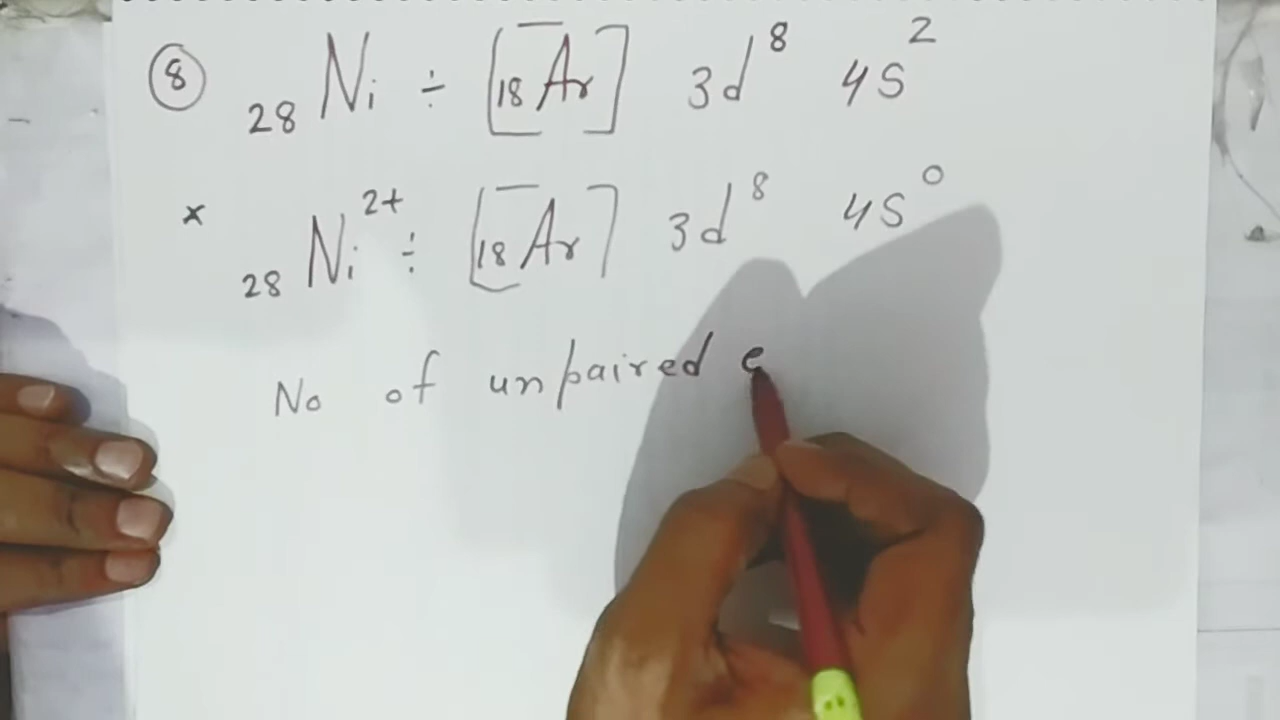 ⑧ ₂₈Ni ÷ [₁₈Ar] 3d⁸ 4s²
× ₂₈Ni²⁺ ÷ [₁₈Ar] 3d⁸ 4s⁰
No of unpaired e